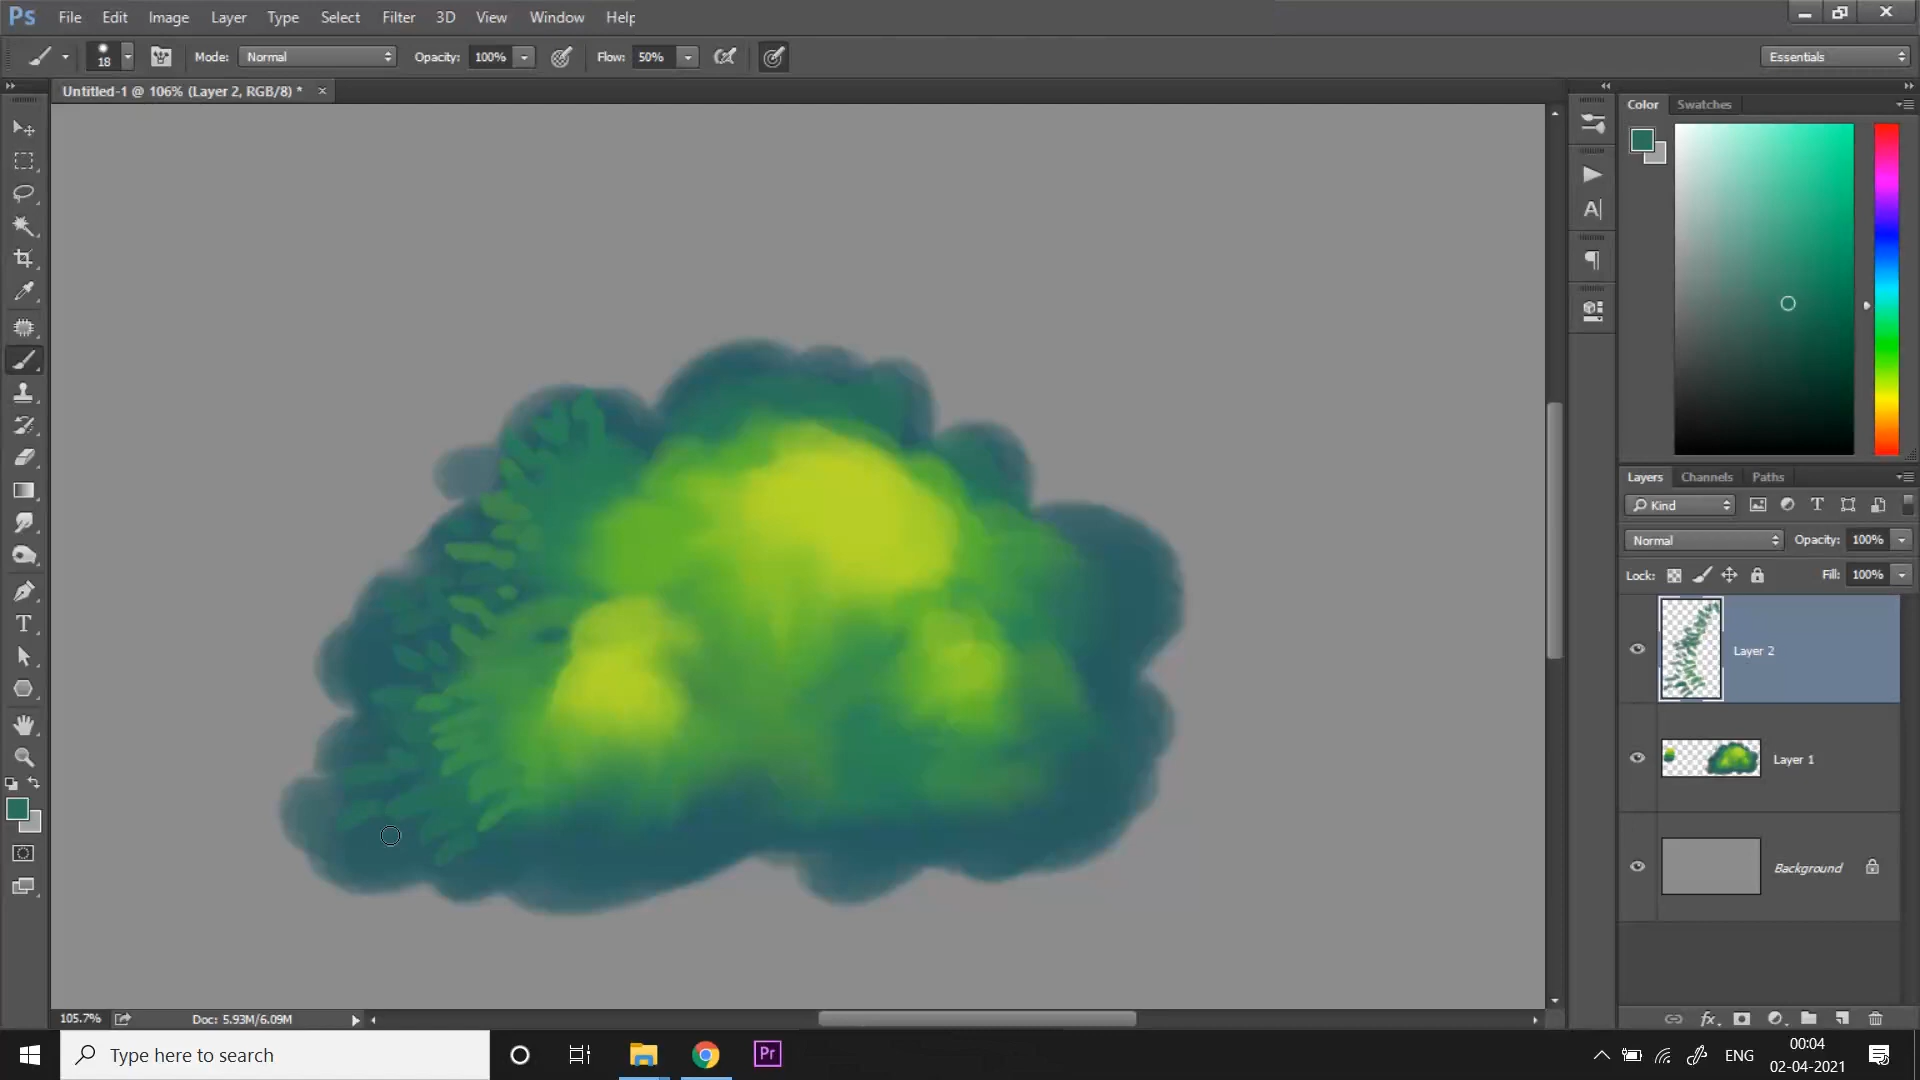 Ps File Edit Image Layer Type Select Filter 3D View Window Help
18 Mode: Normal Opacity: 100% Flow: 50% Essentials
Untitled-1 @ 106% (Layer 2, RGB/8) *
Color Swatches
Layers Channels Paths
Kind
Normal Opacity: 100%
Lock: Fill: 100%
Layer 2
Layer 1
Background
fx
105.7% Doc: 5.93M/6.09M
Type here to search
Pr
ENG
00:04
02-04-2021